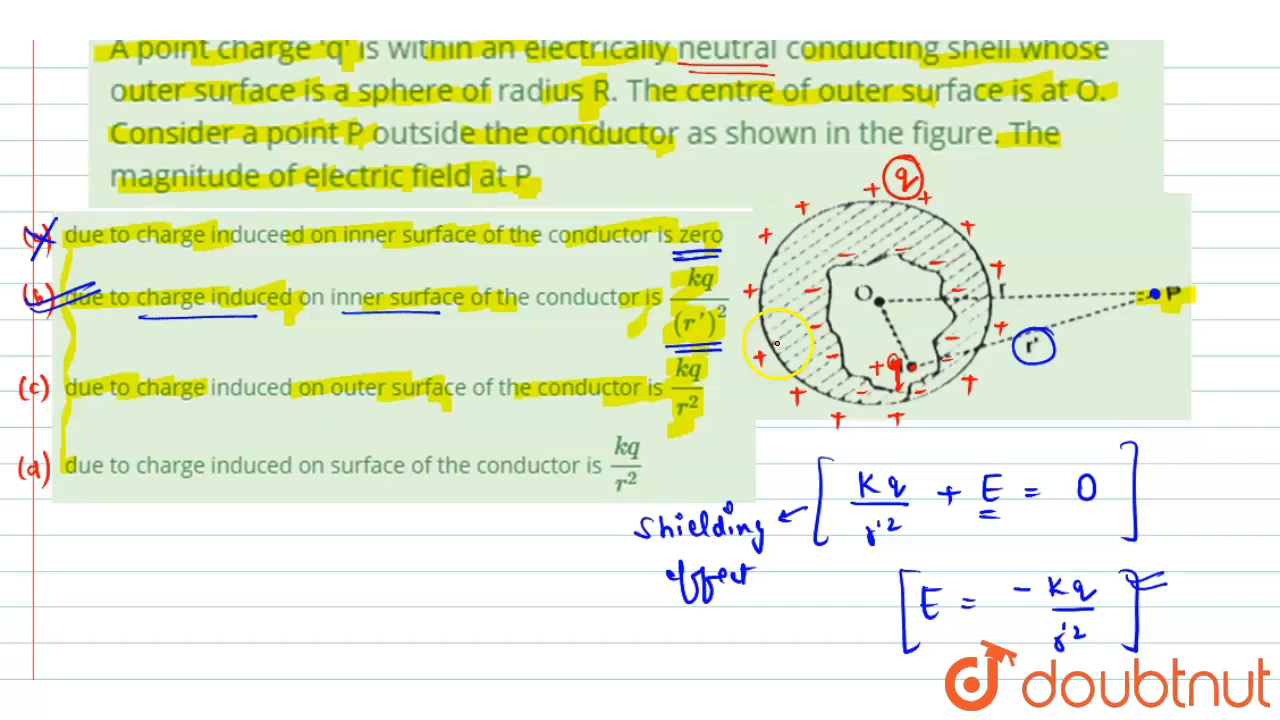 A point charge 'q' is within an electrically neutral conducting shell whose
outer surface is a sphere of radius R. The centre of outer surface is at O.
Consider a point P outside the conductor as shown in the figure. The
magnitude of electric field at P
(a) due to charge induceed on inner surface of the conductor is zero
(b) due to charge induced on inner surface of the conductor is kq/(r')²
(c) due to charge induced on outer surface of the conductor is kq/r²
(d) due to charge induced on surface of the conductor is kq/r²
q
O
r
P
r'
+q
Shielding effect ← [ Kq/r'² + E = 0 ]
[ E = -Kq/r'² ]
doubtnut